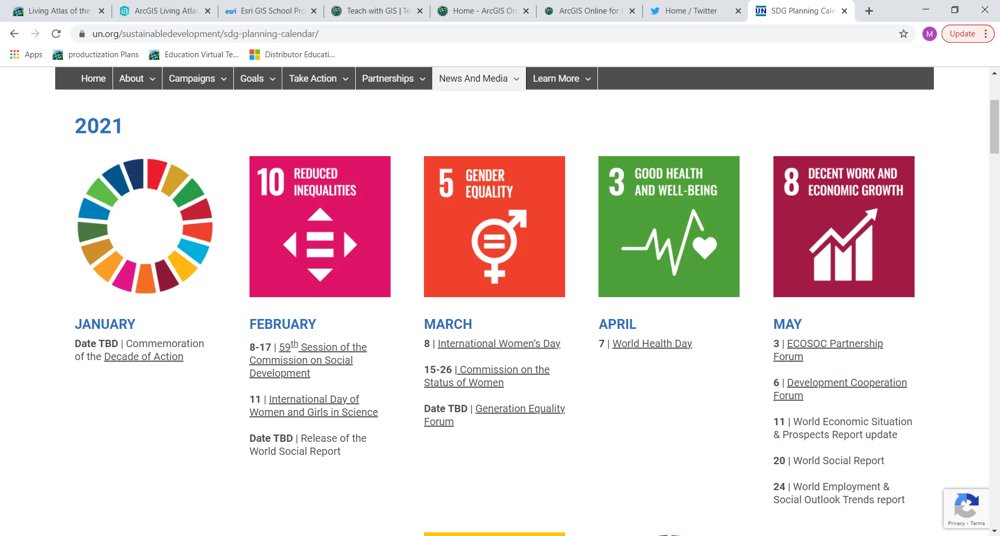 Living Atlas of the
ArcGIS Living Atlas
esri Esri GIS School Pro
Teach with GIS | Te
Home - ArcGIS On
ArcGIS Online for
Home / Twitter
UN SDG Planning Cale
un.org/sustainabledevelopment/sdg-planning-calendar/
M
Update
Apps
productization Plans
Education Virtual Te...
Distributor Educati...
Home
About
Campaigns
Goals
Take Action
Partnerships
News And Media
Learn More
2021
10 REDUCED
INEQUALITIES
5 GENDER
EQUALITY
3 GOOD HEALTH
AND WELL-BEING
8 DECENT WORK AND
ECONOMIC GROWTH
JANUARY
Date TBD | Commemoration
of the Decade of Action
FEBRUARY
8-17 | 59th Session of the
Commission on Social
Development
11 | International Day of
Women and Girls in Science
Date TBD | Release of the
World Social Report
MARCH
8 | International Women’s Day
15-26 | Commission on the
Status of Women
Date TBD | Generation Equality
Forum
APRIL
7 | World Health Day
MAY
3 | ECOSOC Partnership
Forum
6 | Development Cooperation
Forum
11 | World Economic Situation
& Prospects Report update
20 | World Social Report
24 | World Employment &
Social Outlook Trends report
Privacy - Terms